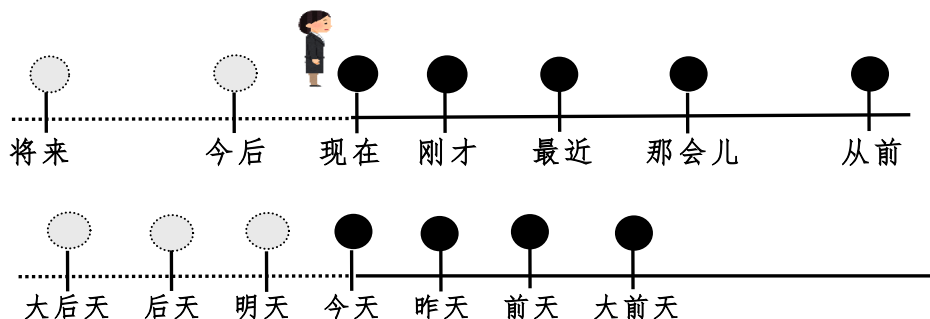 将来 今后 现在 刚才 最近 那会儿 从前
大后天 后天 明天 今天 昨天 前天 大前天